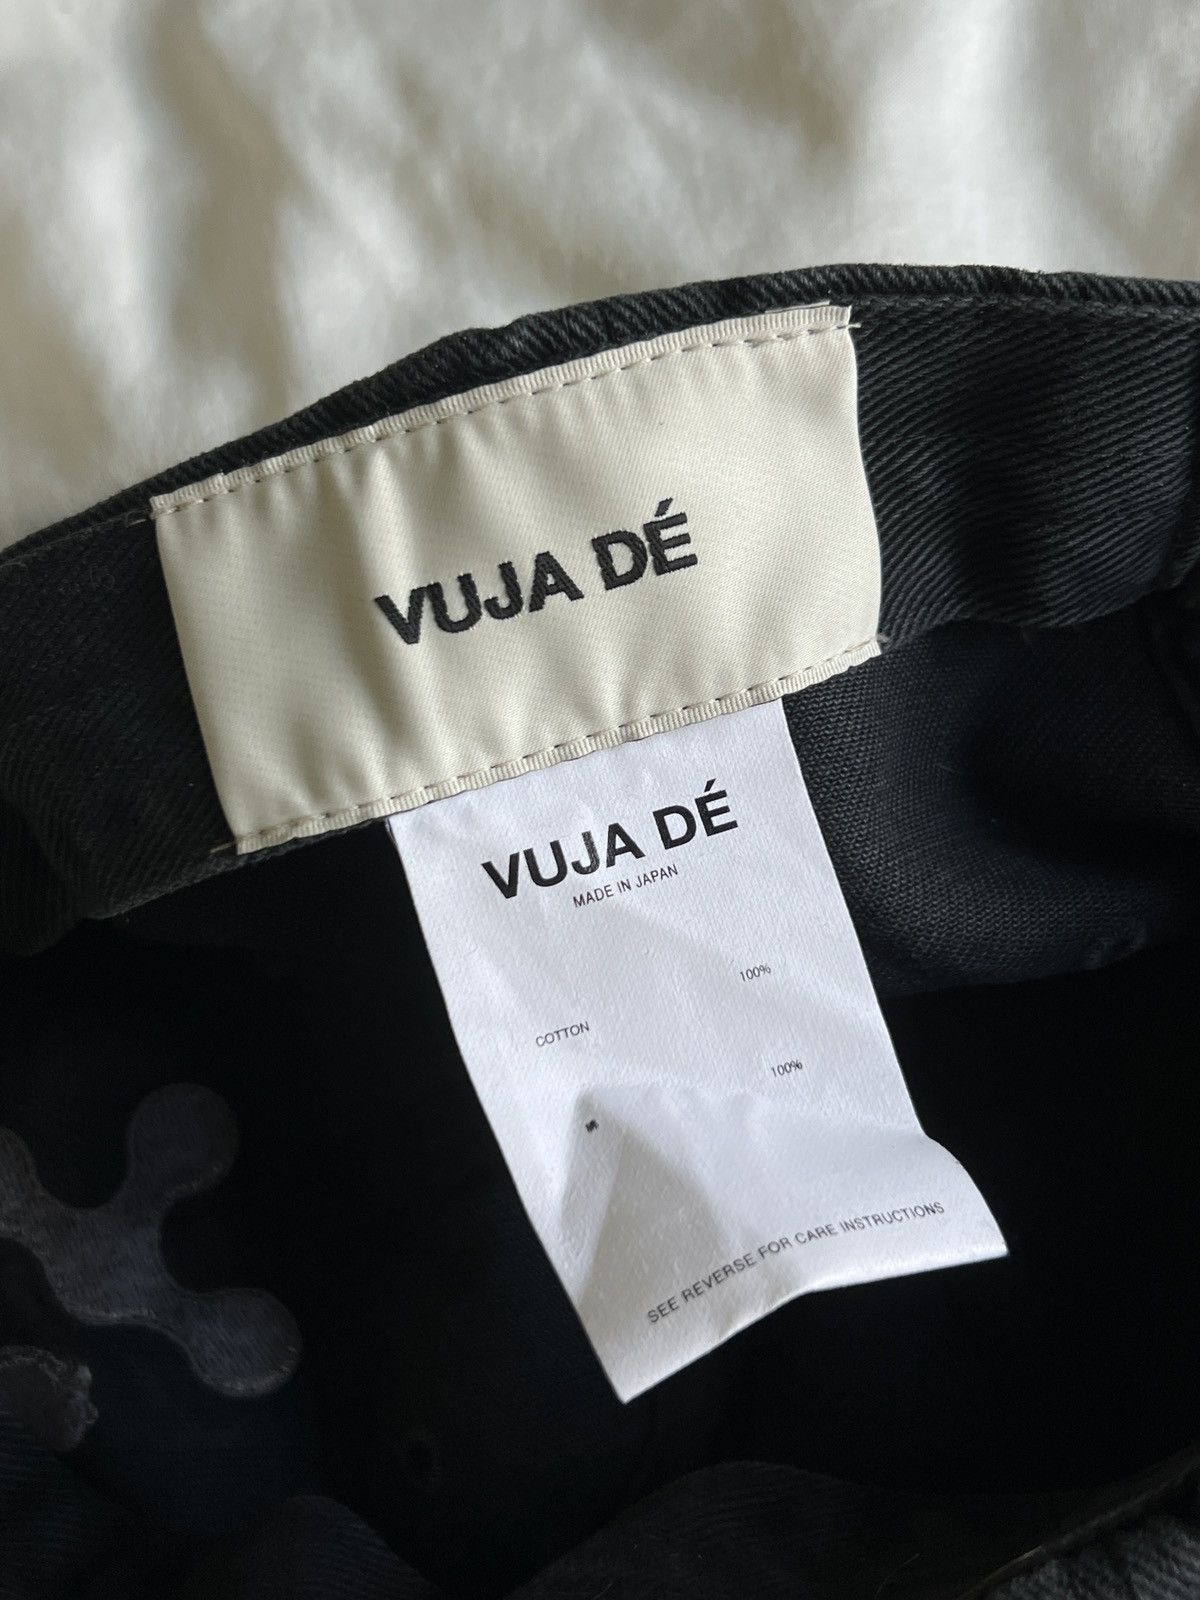 VUJA DÉ
VUJA DÉ
MADE IN JAPAN
100%
COTTON
100%
SEE REVERSE FOR CARE INSTRUCTIONS